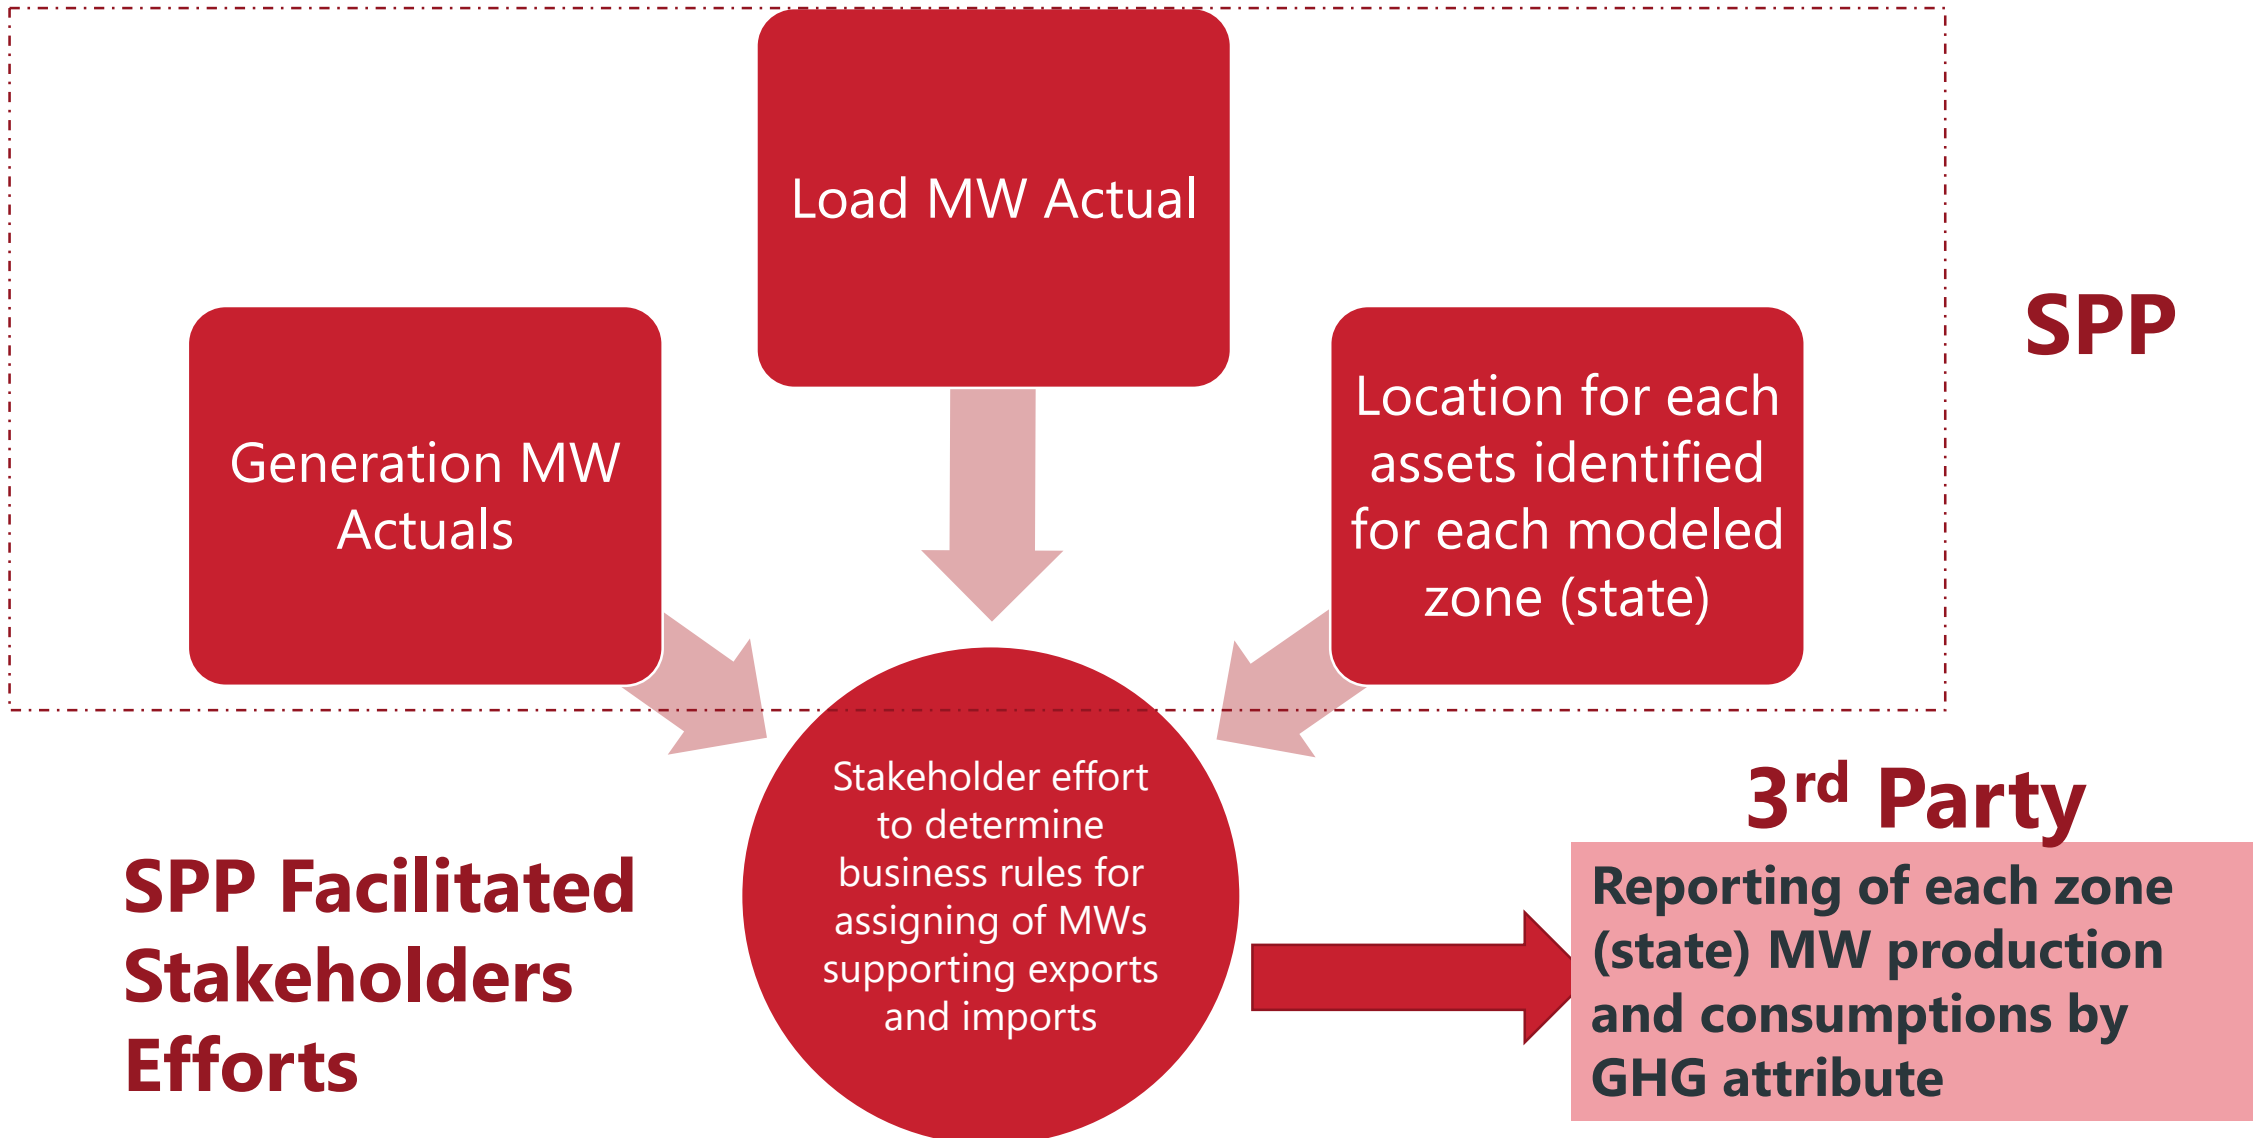 Load MW Actual
SPP
Generation MW
Actuals
Location for each
assets identified
for each modeled
zone (state)
Stakeholder effort
to determine
business rules for
assigning of MWs
supporting exports
and imports
SPP Facilitated
Stakeholders
Efforts
3rd Party
Reporting of each zone
(state) MW production
and consumptions by
GHG attribute